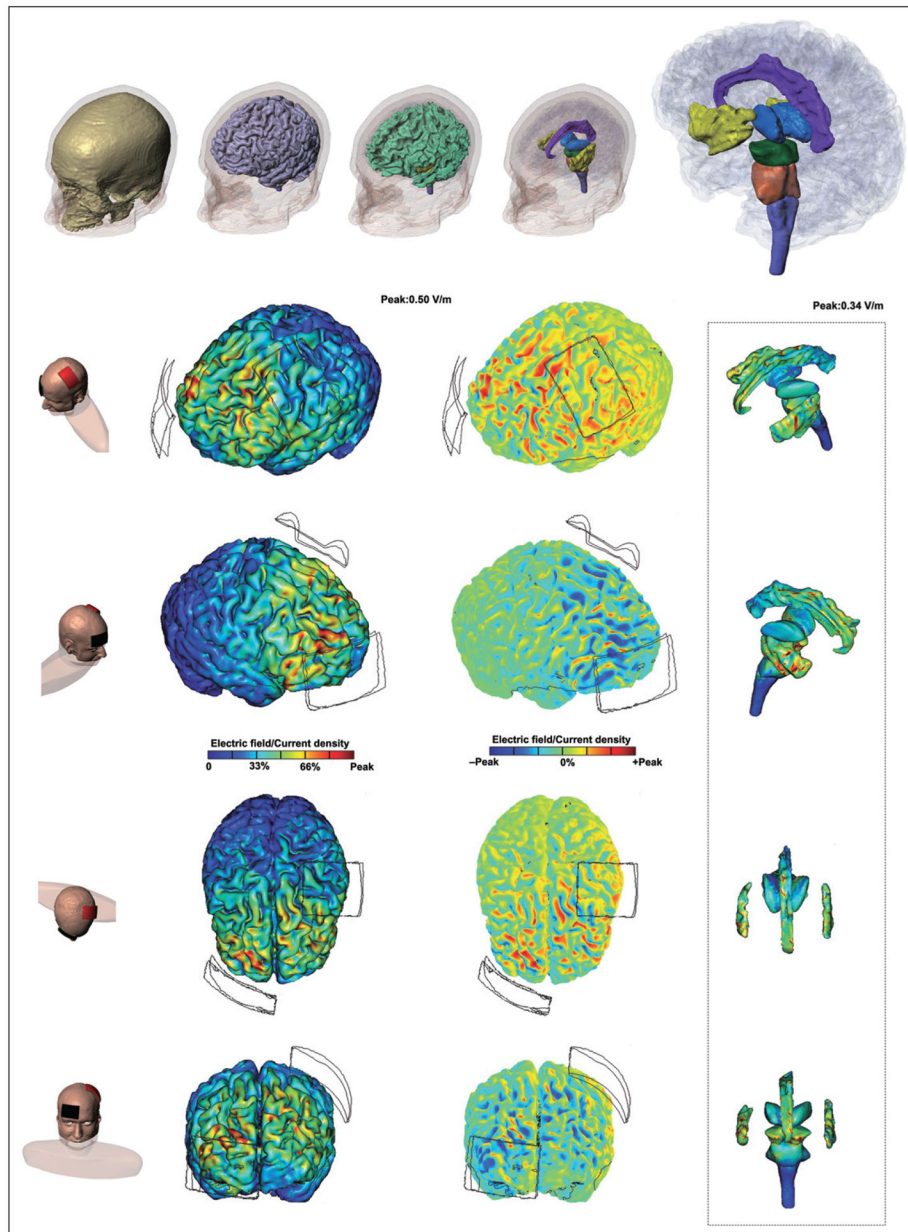 Peak:0.50 V/m
Peak:0.34 V/m
Electric field/Current density
0 33% 66% Peak
Electric field/Current density
–Peak 0% +Peak